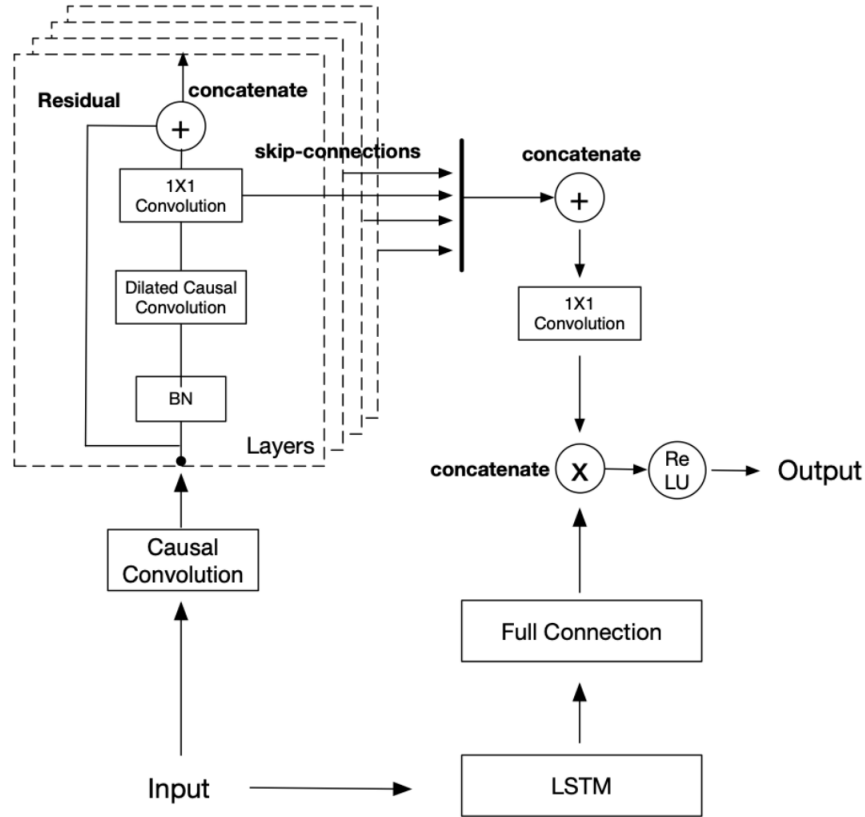 concatenate
Residual
+
skip-connections
concatenate
1X1
Convolution
+
Dilated Causal
Convolution
1X1
Convolution
BN
Layers
concatenate
X
Re
LU
Output
Causal
Convolution
Full Connection
Input
LSTM